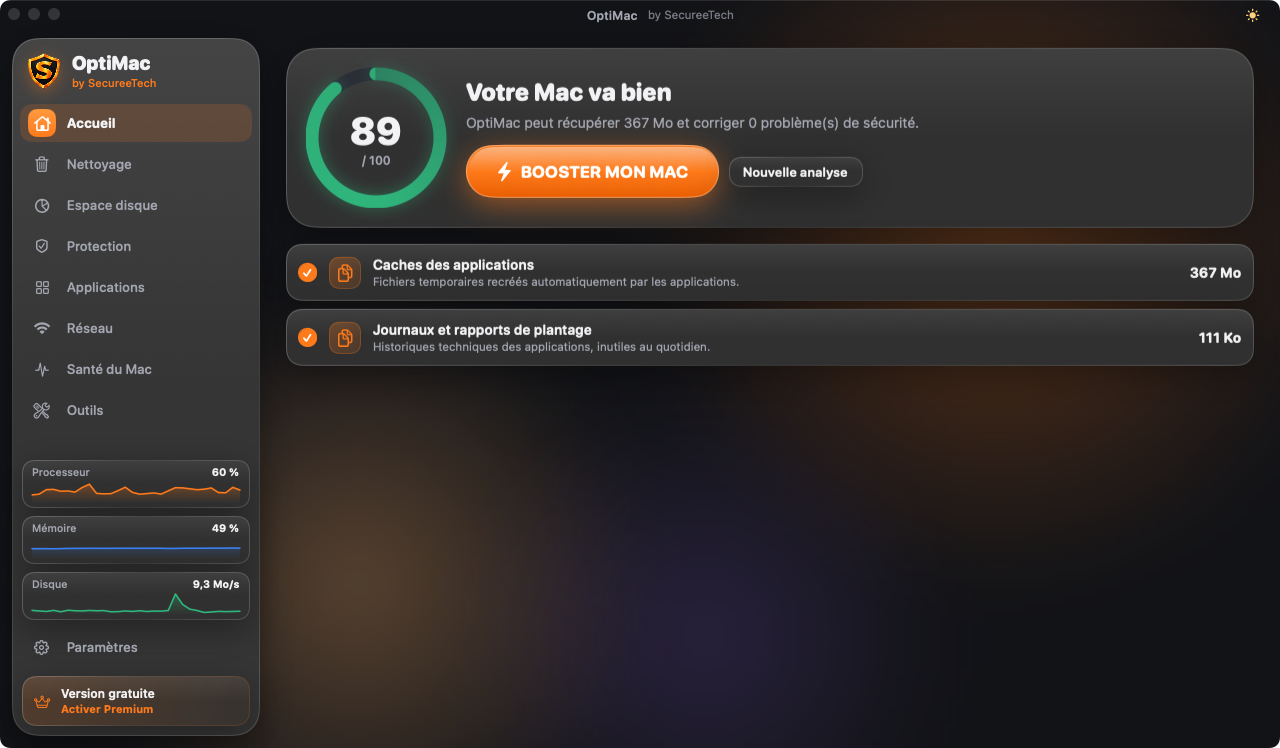 OptiMac by SecureeTech
OptiMac
by SecureeTech
Accueil
Nettoyage
Espace disque
Protection
Applications
Réseau
Santé du Mac
Outils
Processeur 60 %
Mémoire 49 %
Disque 9,3 Mo/s
Paramètres
Version gratuite
Activer Premium
89
/ 100
Votre Mac va bien
OptiMac peut récupérer 367 Mo et corriger 0 problème(s) de sécurité.
BOOSTER MON MAC
Nouvelle analyse
Caches des applications
Fichiers temporaires recréés automatiquement par les applications.
367 Mo
Journaux et rapports de plantage
Historiques techniques des applications, inutiles au quotidien.
111 Ko